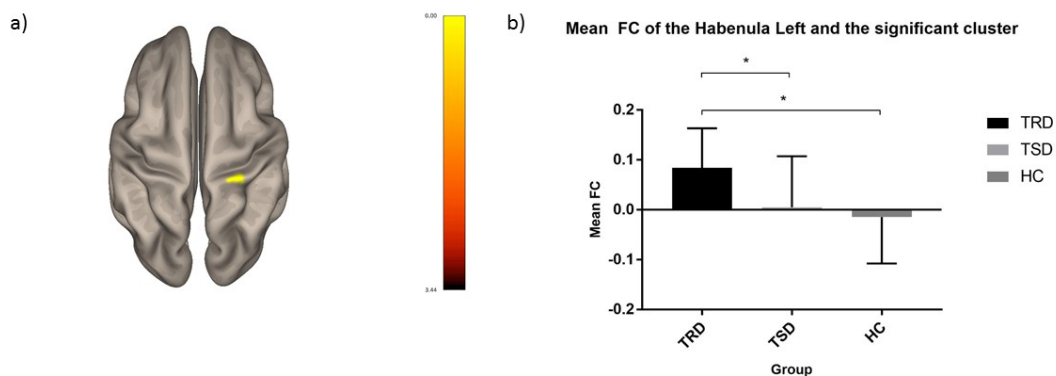 a)
0.00
3.44
b)
Mean FC of the Habenula Left and the significant cluster
*
*
0.2
0.1
0.0
-0.1
-0.2
Mean FC
TRD
TSD
HC
Group
TRD
TSD
HC